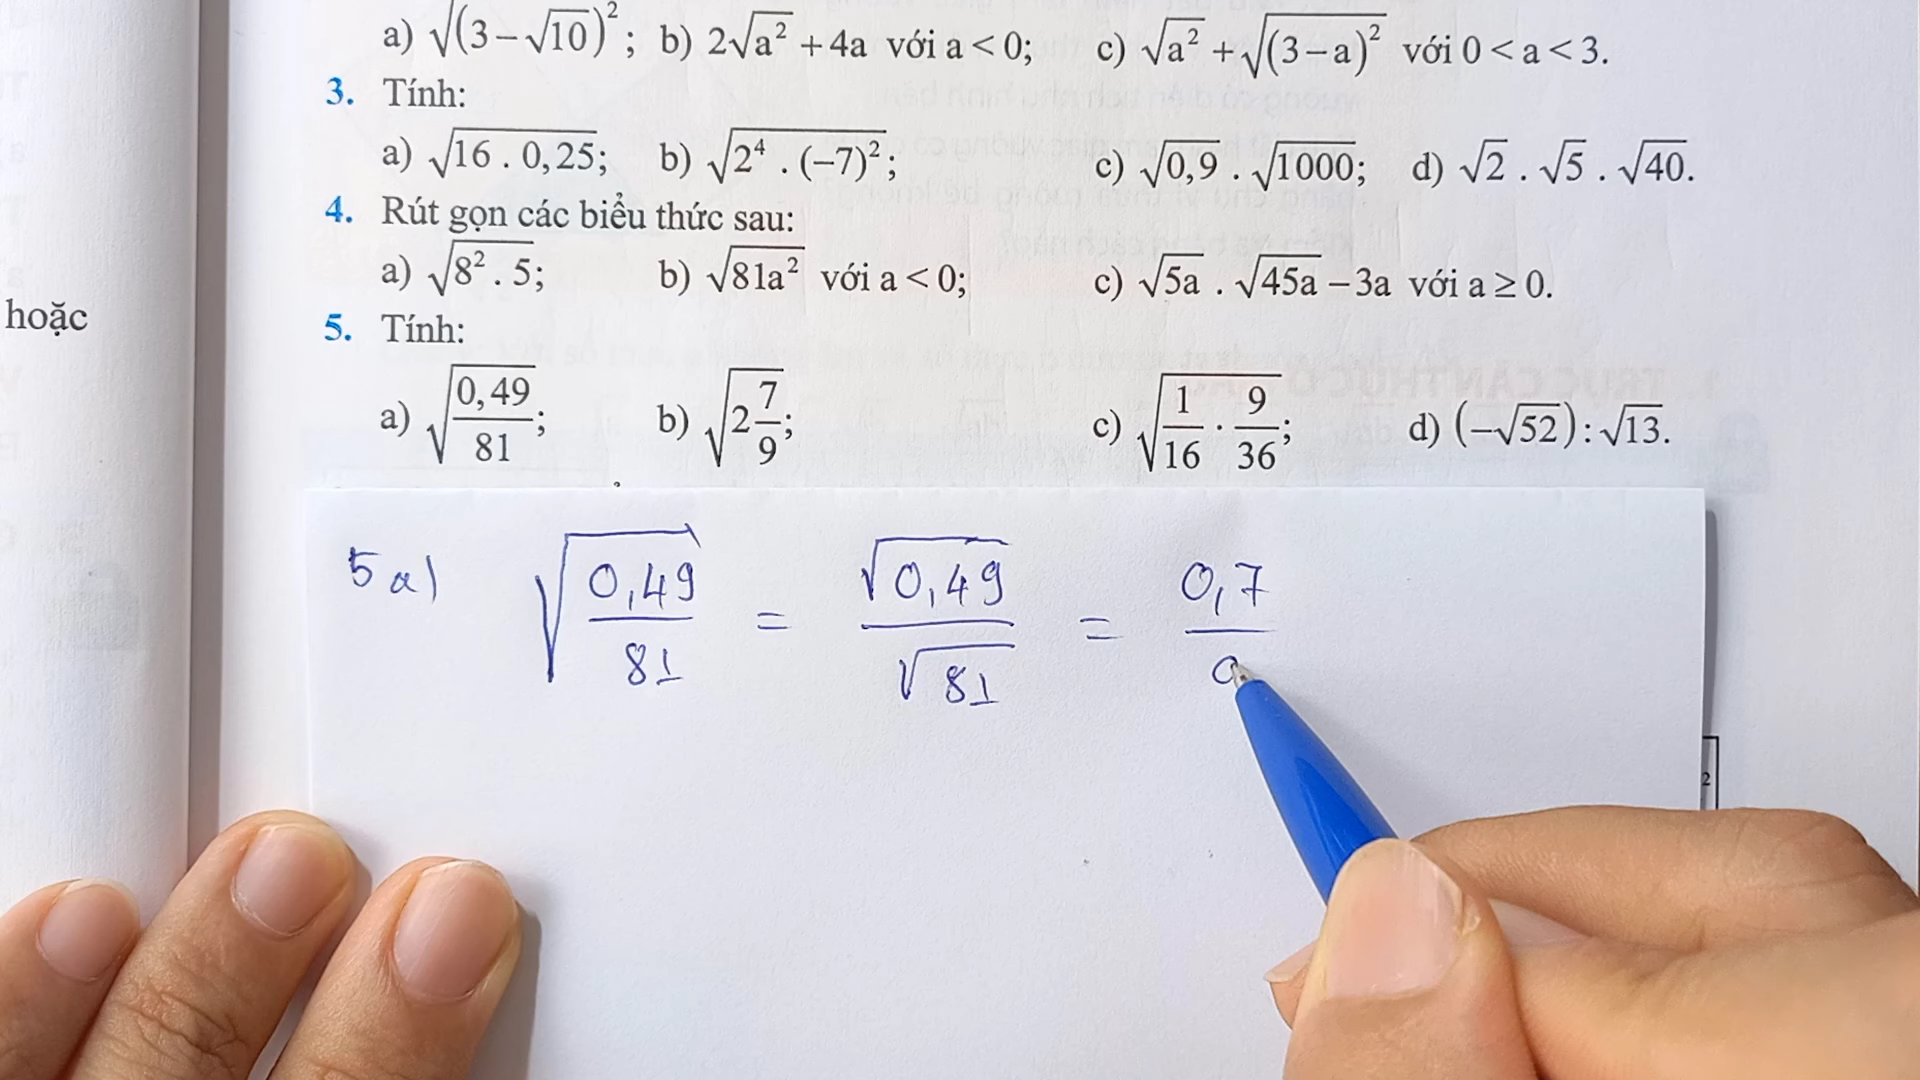 a) √(3−√10)²; b) 2√a² + 4a với a < 0; c) √a² + √(3−a)² với 0 < a < 3.
3. Tính:
a) √16 . 0,25; b) √2⁴ . (−7)²; c) √0,9 . √1000; d) √2 . √5 . √40.
4. Rút gọn các biểu thức sau:
a) √8² . 5; b) √81a² với a < 0; c) √5a . √45a − 3a với a ≥ 0.
hoặc
5. Tính:
a) √0,49/81; b) √2 7/9; c) √1/16 · 9/36; d) (−√52) : √13.
5 a) √0,49/81 = √0,49/√81 = 0,7/
2